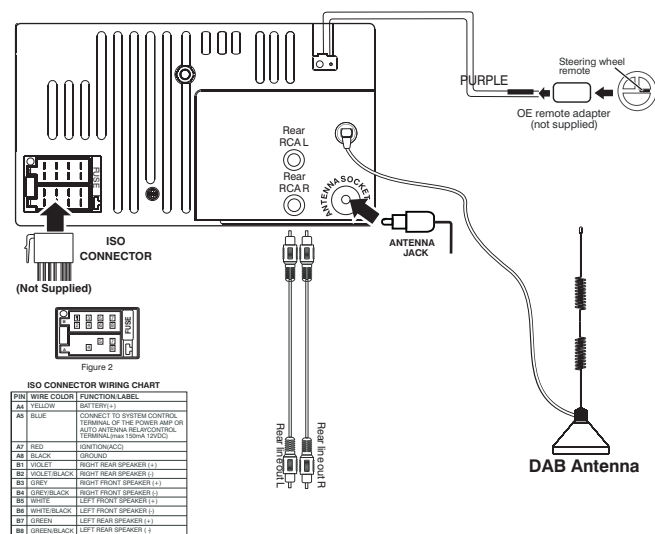 PURPLE
Steering wheel
remote
OE remote adapter
(not supplied)
Rear
RCA L
Rear
RCA R
ANTENNA SOCKET
FUSE
ISO
CONNECTOR
(Not Supplied)
ANTENNA
JACK
FUSE
Figure 2
Rear line out L
Rear line out R
DAB Antenna
ISO CONNECTOR WIRING CHART
PIN WIRE COLOR FUNCTION/LABEL
A4 YELLOW BATTERY(+)
A5 BLUE CONNECT TO SYSTEM CONTROL
TERMINAL OF THE POWER AMP OR
AUTO ANTENNA RELAYCONTROL
TERMINAL(max 150mA 12VDC)
A7 RED IGNITION(ACC)
A8 BLACK GROUND
B1 VIOLET RIGHT REAR SPEAKER (+)
B2 VIOLET/BLACK RIGHT REAR SPEAKER (-)
B3 GREY RIGHT FRONT SPEAKER (+)
B4 GREY/BLACK RIGHT FRONT SPEAKER (-)
B5 WHITE LEFT FRONT SPEAKER (+)
B6 WHITE/BLACK LEFT FRONT SPEAKER (-)
B7 GREEN LEFT REAR SPEAKER (+)
B8 GREEN/BLACK LEFT REAR SPEAKER (-)